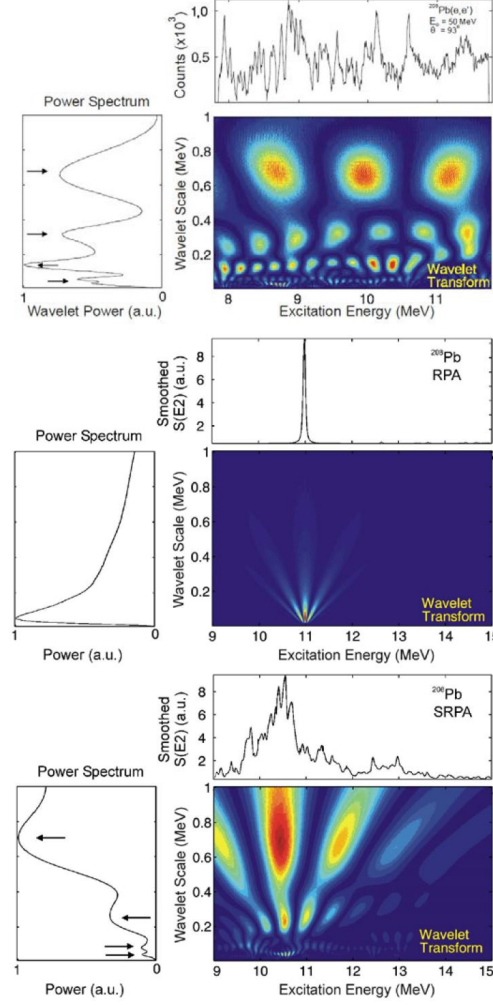 ²⁰⁸Pb(e,e')
E₀ = 50 MeV
θ = 93°
Counts (x10³)
1,0
0,5
Power Spectrum
1
0
Wavelet Power (a.u.)
Wavelet Scale (MeV)
1
0.8
0.6
0.4
0.2
Wavelet
Transform
8
9
10
11
Excitation Energy (MeV)
Smoothed
S(E2) (a.u.)
8
6
4
2
²⁰⁸Pb
RPA
Power Spectrum
1
0
Power (a.u.)
Wavelet Scale (MeV)
1
0.8
0.6
0.4
0.2
Wavelet
Transform
9
10
11
12
13
14
15
Excitation Energy (MeV)
Smoothed
S(E2) (a.u.)
8
6
4
2
²⁰⁸Pb
SRPA
Power Spectrum
1
0
Power (a.u.)
Wavelet Scale (MeV)
1
0.8
0.6
0.4
0.2
Wavelet
Transform
9
10
11
12
13
14
15
Excitation Energy (MeV)